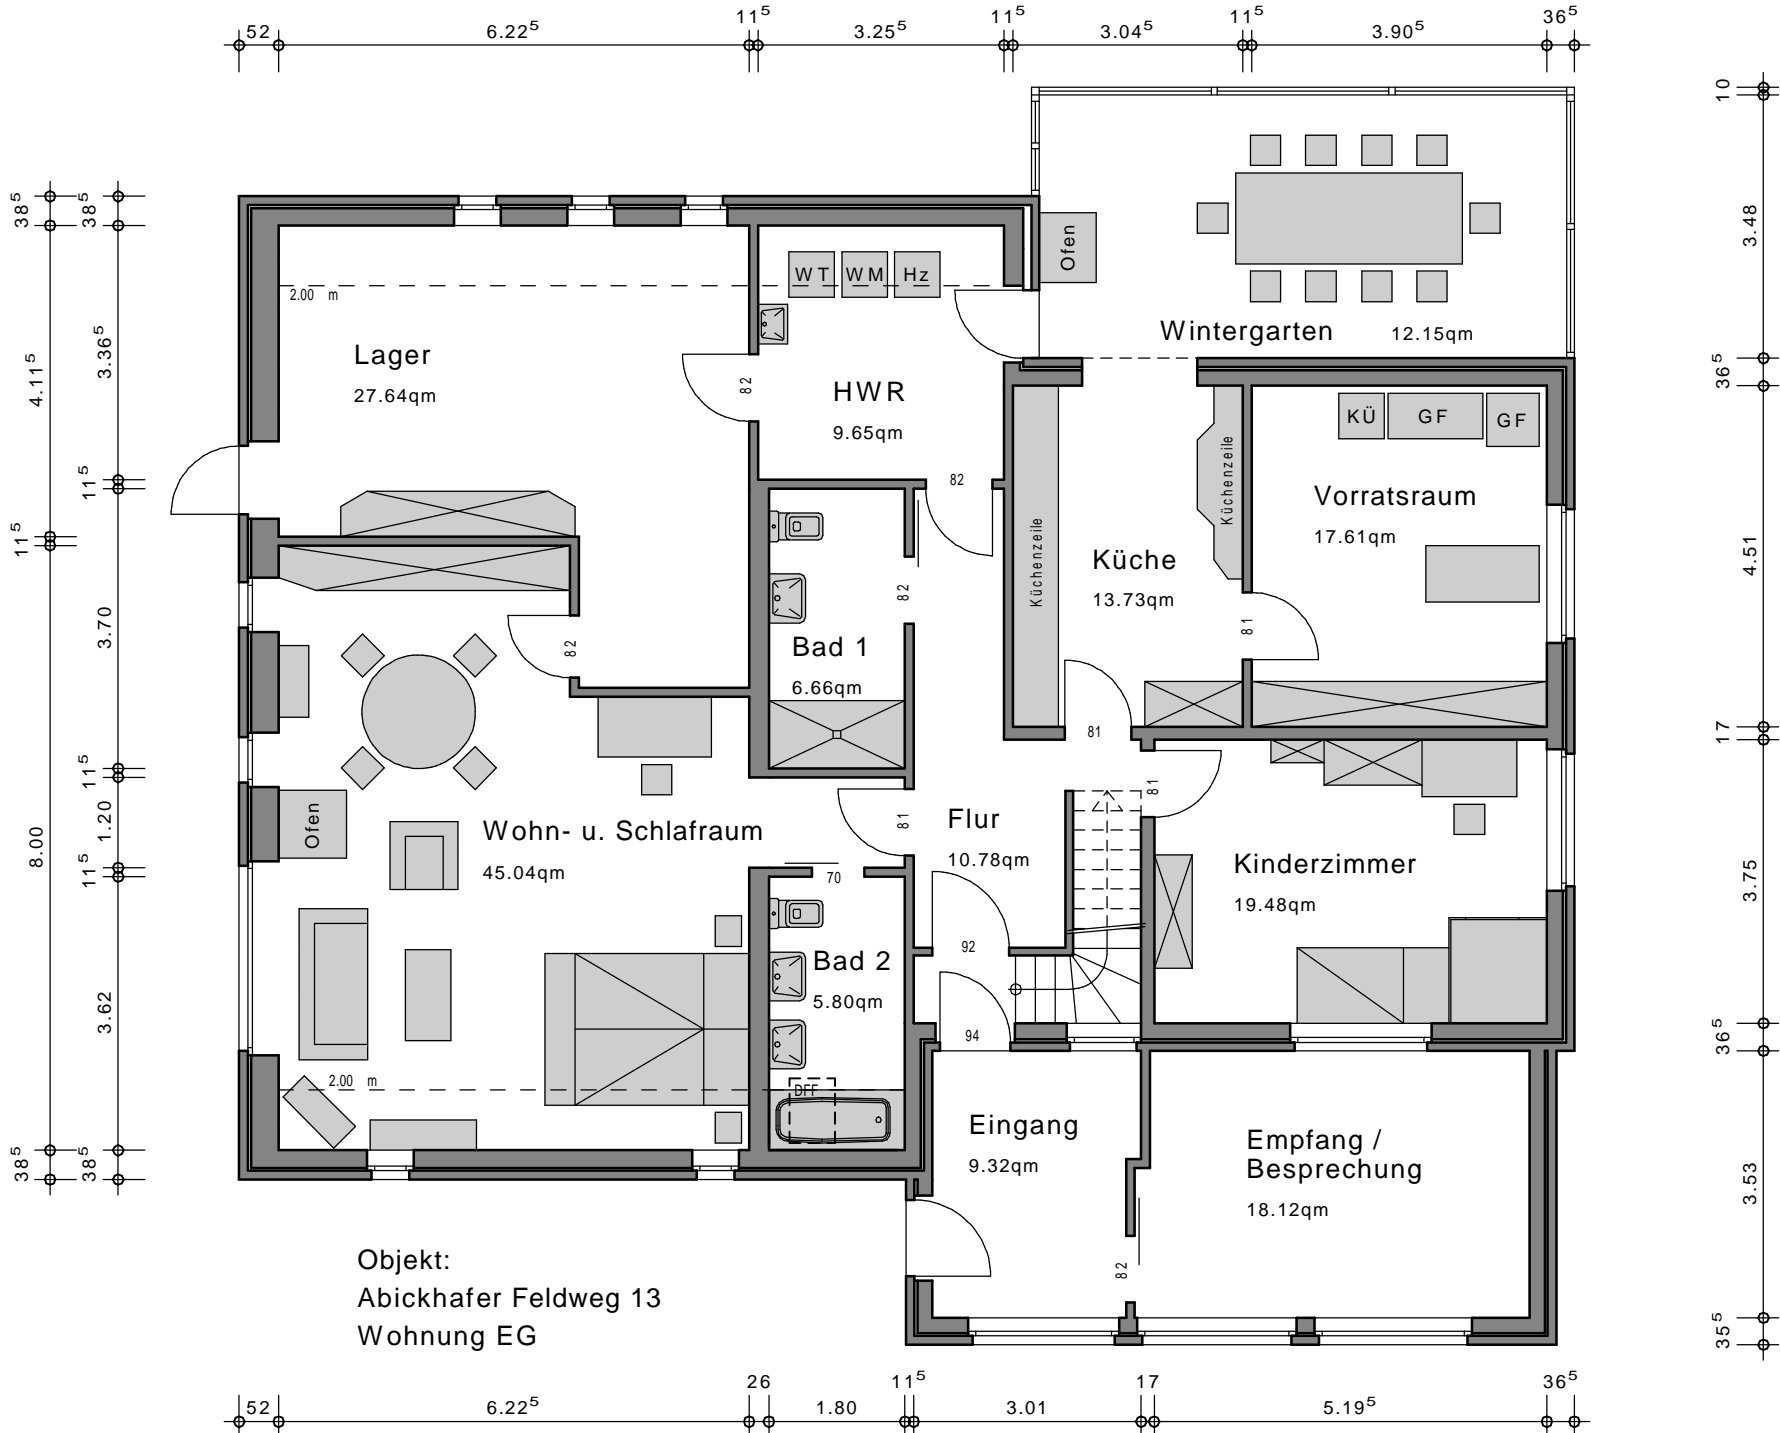 52 6.22⁵ 11⁵ 3.25⁵ 11⁵ 3.04⁵ 11⁵ 3.90⁵ 36⁵
10
3.48
36⁵
4.51
17
3.75
36⁵
3.53
35⁵
38⁵
4.11⁵
11⁵
8.00
38⁵
38⁵
3.36⁵
11⁵
3.70
11⁵
1.20
11⁵
3.62
38⁵
2.00 m
Lager
27.64qm
82
WT WM Hz
HWR
9.65qm
82
Ofen
Wintergarten 12.15qm
Küchenzeile
Küchenzeile
Küche
13.73qm
81
81
KÜ GF GF
Vorratsraum
17.61qm
82
Bad 1
6.66qm
82
Ofen
Wohn- u. Schlafraum
45.04qm
81
70
Flur
10.78qm
92
94
81
Kinderzimmer
19.48qm
Bad 2
5.80qm
DFF
2.00 m
Eingang
9.32qm
82
Empfang /
Besprechung
18.12qm
Objekt:
Abickhafer Feldweg 13
Wohnung EG
52 6.22⁵ 26 1.80 11⁵ 3.01 17 5.19⁵ 36⁵